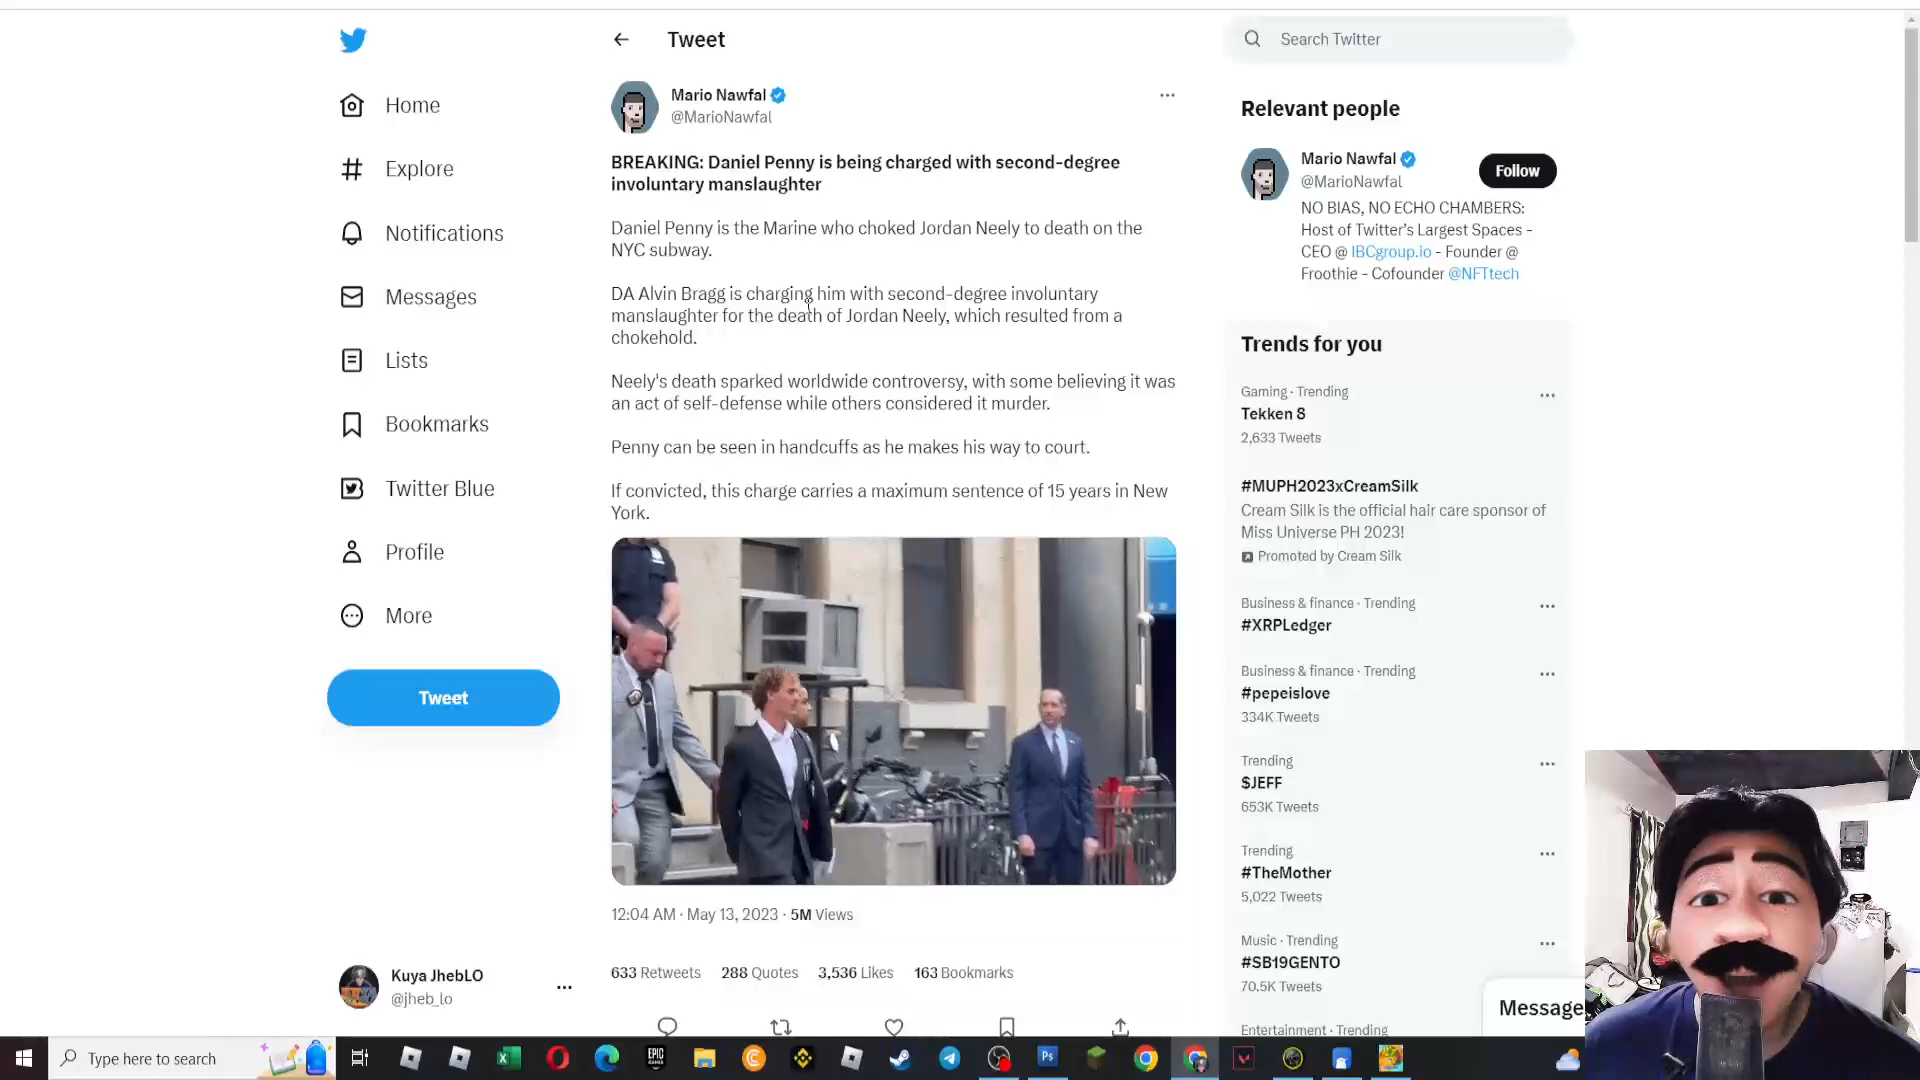 Tweet
Mario Nawfal
@MarioNawfal
BREAKING: Daniel Penny is being charged with second-degree
involuntary manslaughter
Daniel Penny is the Marine who choked Jordan Neely to death on the
NYC subway.
DA Alvin Bragg is charging him with second-degree involuntary
manslaughter for the death of Jordan Neely, which resulted from a
chokehold.
Neely's death sparked worldwide controversy, with some believing it was
an act of self-defense while others considered it murder.
Penny can be seen in handcuffs as he makes his way to court.
If convicted, this charge carries a maximum sentence of 15 years in New
York.
12:04 AM · May 13, 2023 · 5M Views
633 Retweets 288 Quotes 3,536 Likes 163 Bookmarks
Home
Explore
Notifications
Messages
Lists
Bookmarks
Twitter Blue
Profile
More
Tweet
Kuya JhebLO
@jheb_lo
Search Twitter
Relevant people
Mario Nawfal
@MarioNawfal
Follow
NO BIAS, NO ECHO CHAMBERS:
Host of Twitter's Largest Spaces -
CEO @ IBCgroup.io - Founder @
Froothie - Cofounder @NFTtech
Trends for you
Gaming · Trending
Tekken 8
2,633 Tweets
#MUPH2023xCreamSilk
Cream Silk is the official hair care sponsor of
Miss Universe PH 2023!
Promoted by Cream Silk
Business & finance · Trending
#XRPLedger
Business & finance · Trending
#pepeislove
334K Tweets
Trending
$JEFF
653K Tweets
Trending
#TheMother
5,022 Tweets
Music · Trending
#SB19GENTO
70.5K Tweets
Entertainment · Trending
Message
Type here to search
EPIC
Ps